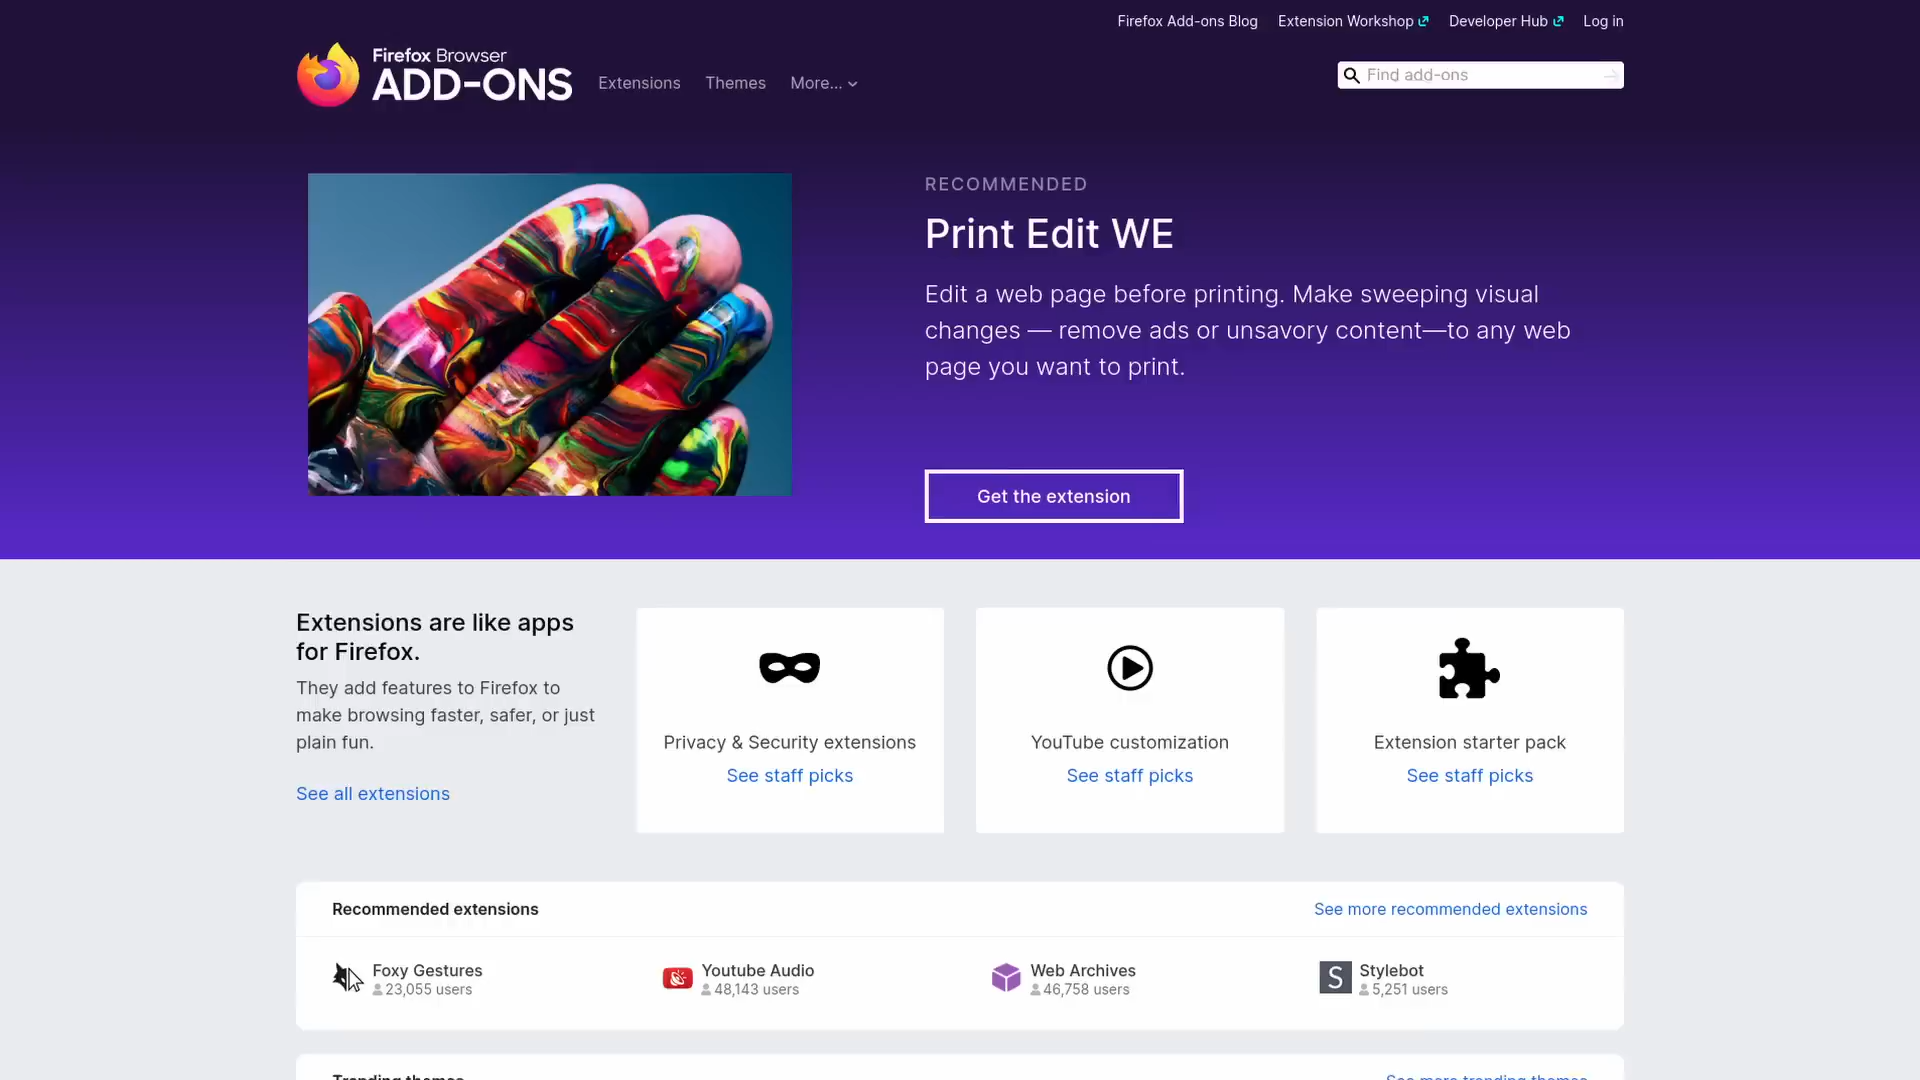 Firefox Add-ons Blog
Extension Workshop
Developer Hub
Log in
Firefox Browser
ADD-ONS
Extensions
Themes
More...
Find add-ons
RECOMMENDED
Print Edit WE
Edit a web page before printing. Make sweeping visual
changes — remove ads or unsavory content—to any web
page you want to print.
Get the extension
Extensions are like apps
for Firefox.
They add features to Firefox to
make browsing faster, safer, or just
plain fun.
See all extensions
Privacy & Security extensions
See staff picks
YouTube customization
See staff picks
Extension starter pack
See staff picks
Recommended extensions
See more recommended extensions
Foxy Gestures
23,055 users
Youtube Audio
48,143 users
Web Archives
46,758 users
S
Stylebot
5,251 users
Trending themes
See more trending themes